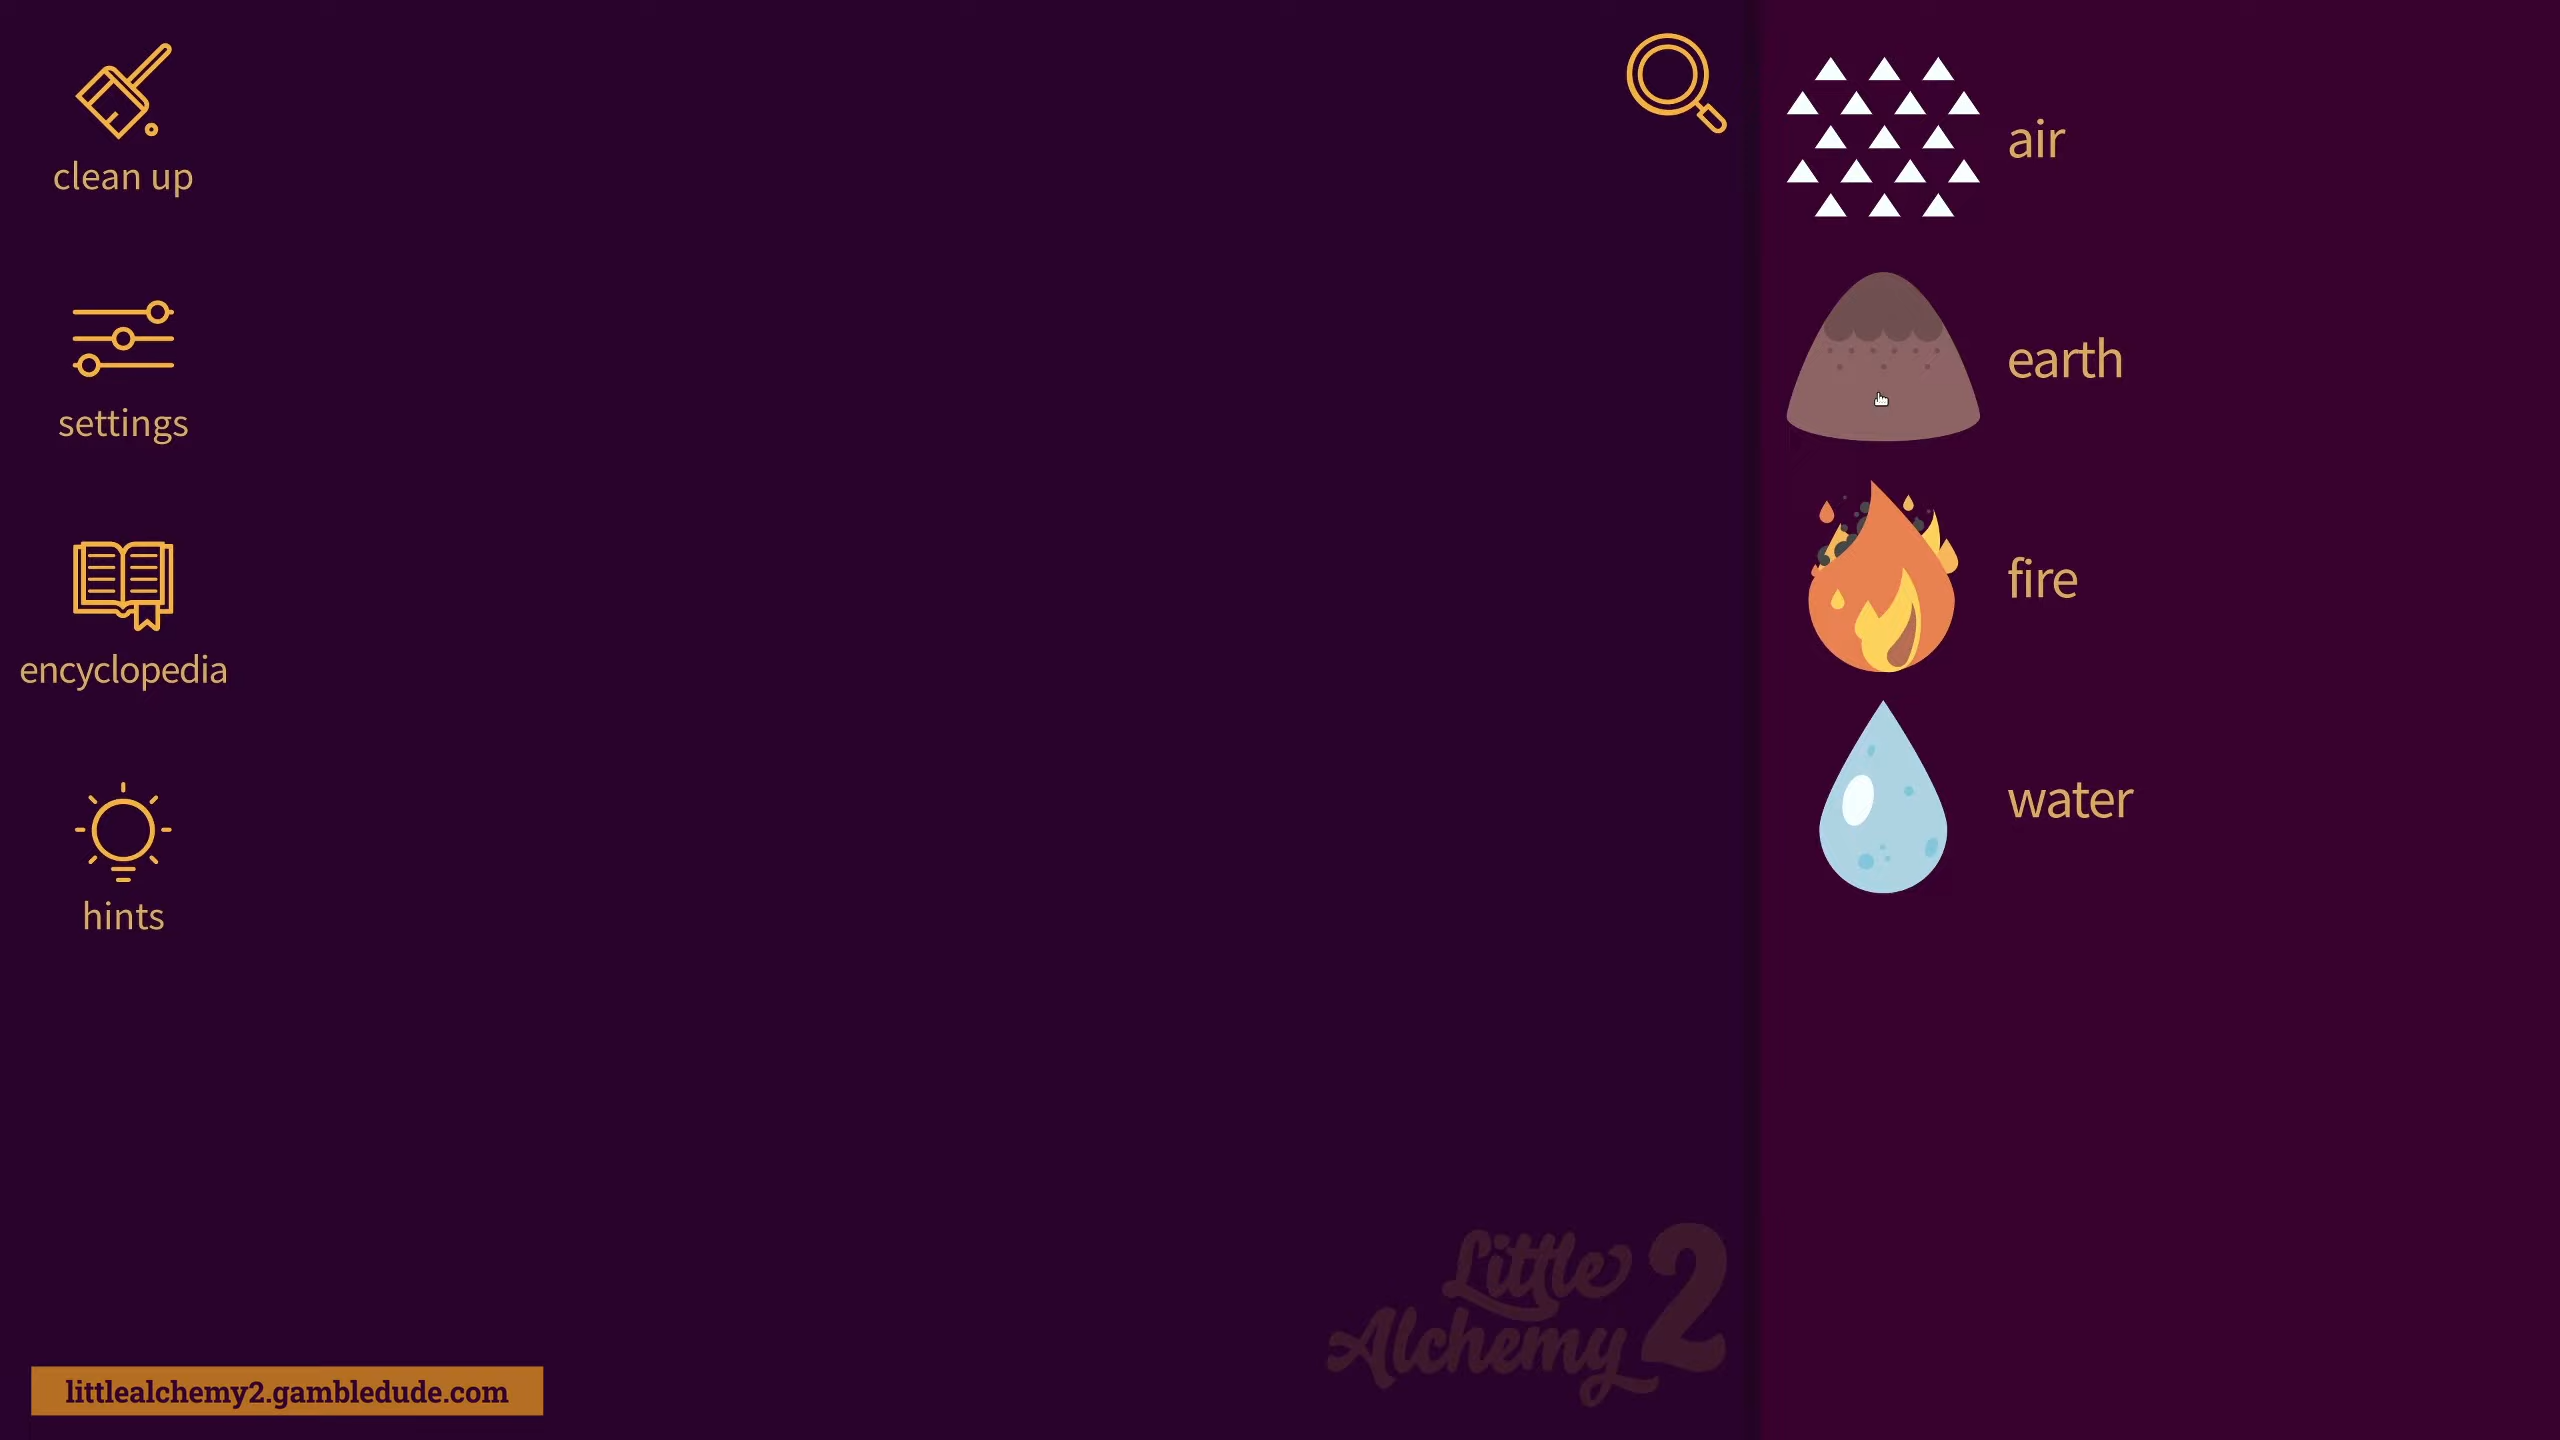 clean up
settings
encyclopedia
hints
air
earth
fire
water
Little
Alchemy 2
littlealchemy2.gambledude.com